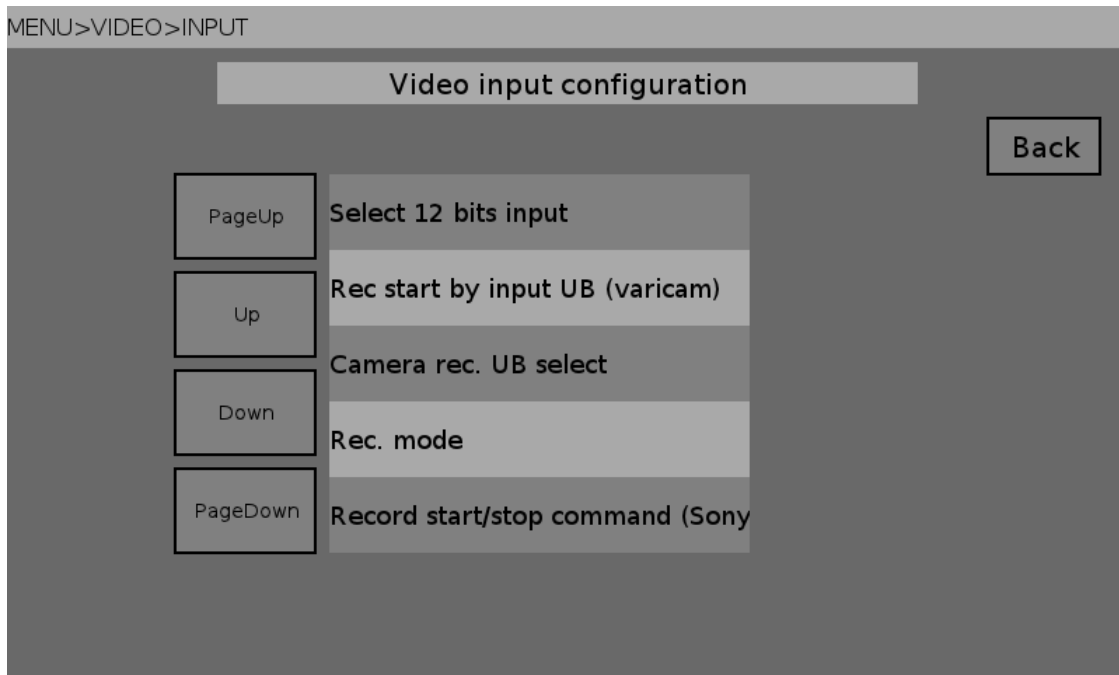 MENU>VIDEO>INPUT
Video input configuration
Back
PageUp
Select 12 bits input
Rec start by input UB (varicam)
Up
Camera rec. UB select
Down
Rec. mode
PageDown
Record start/stop command (Sony